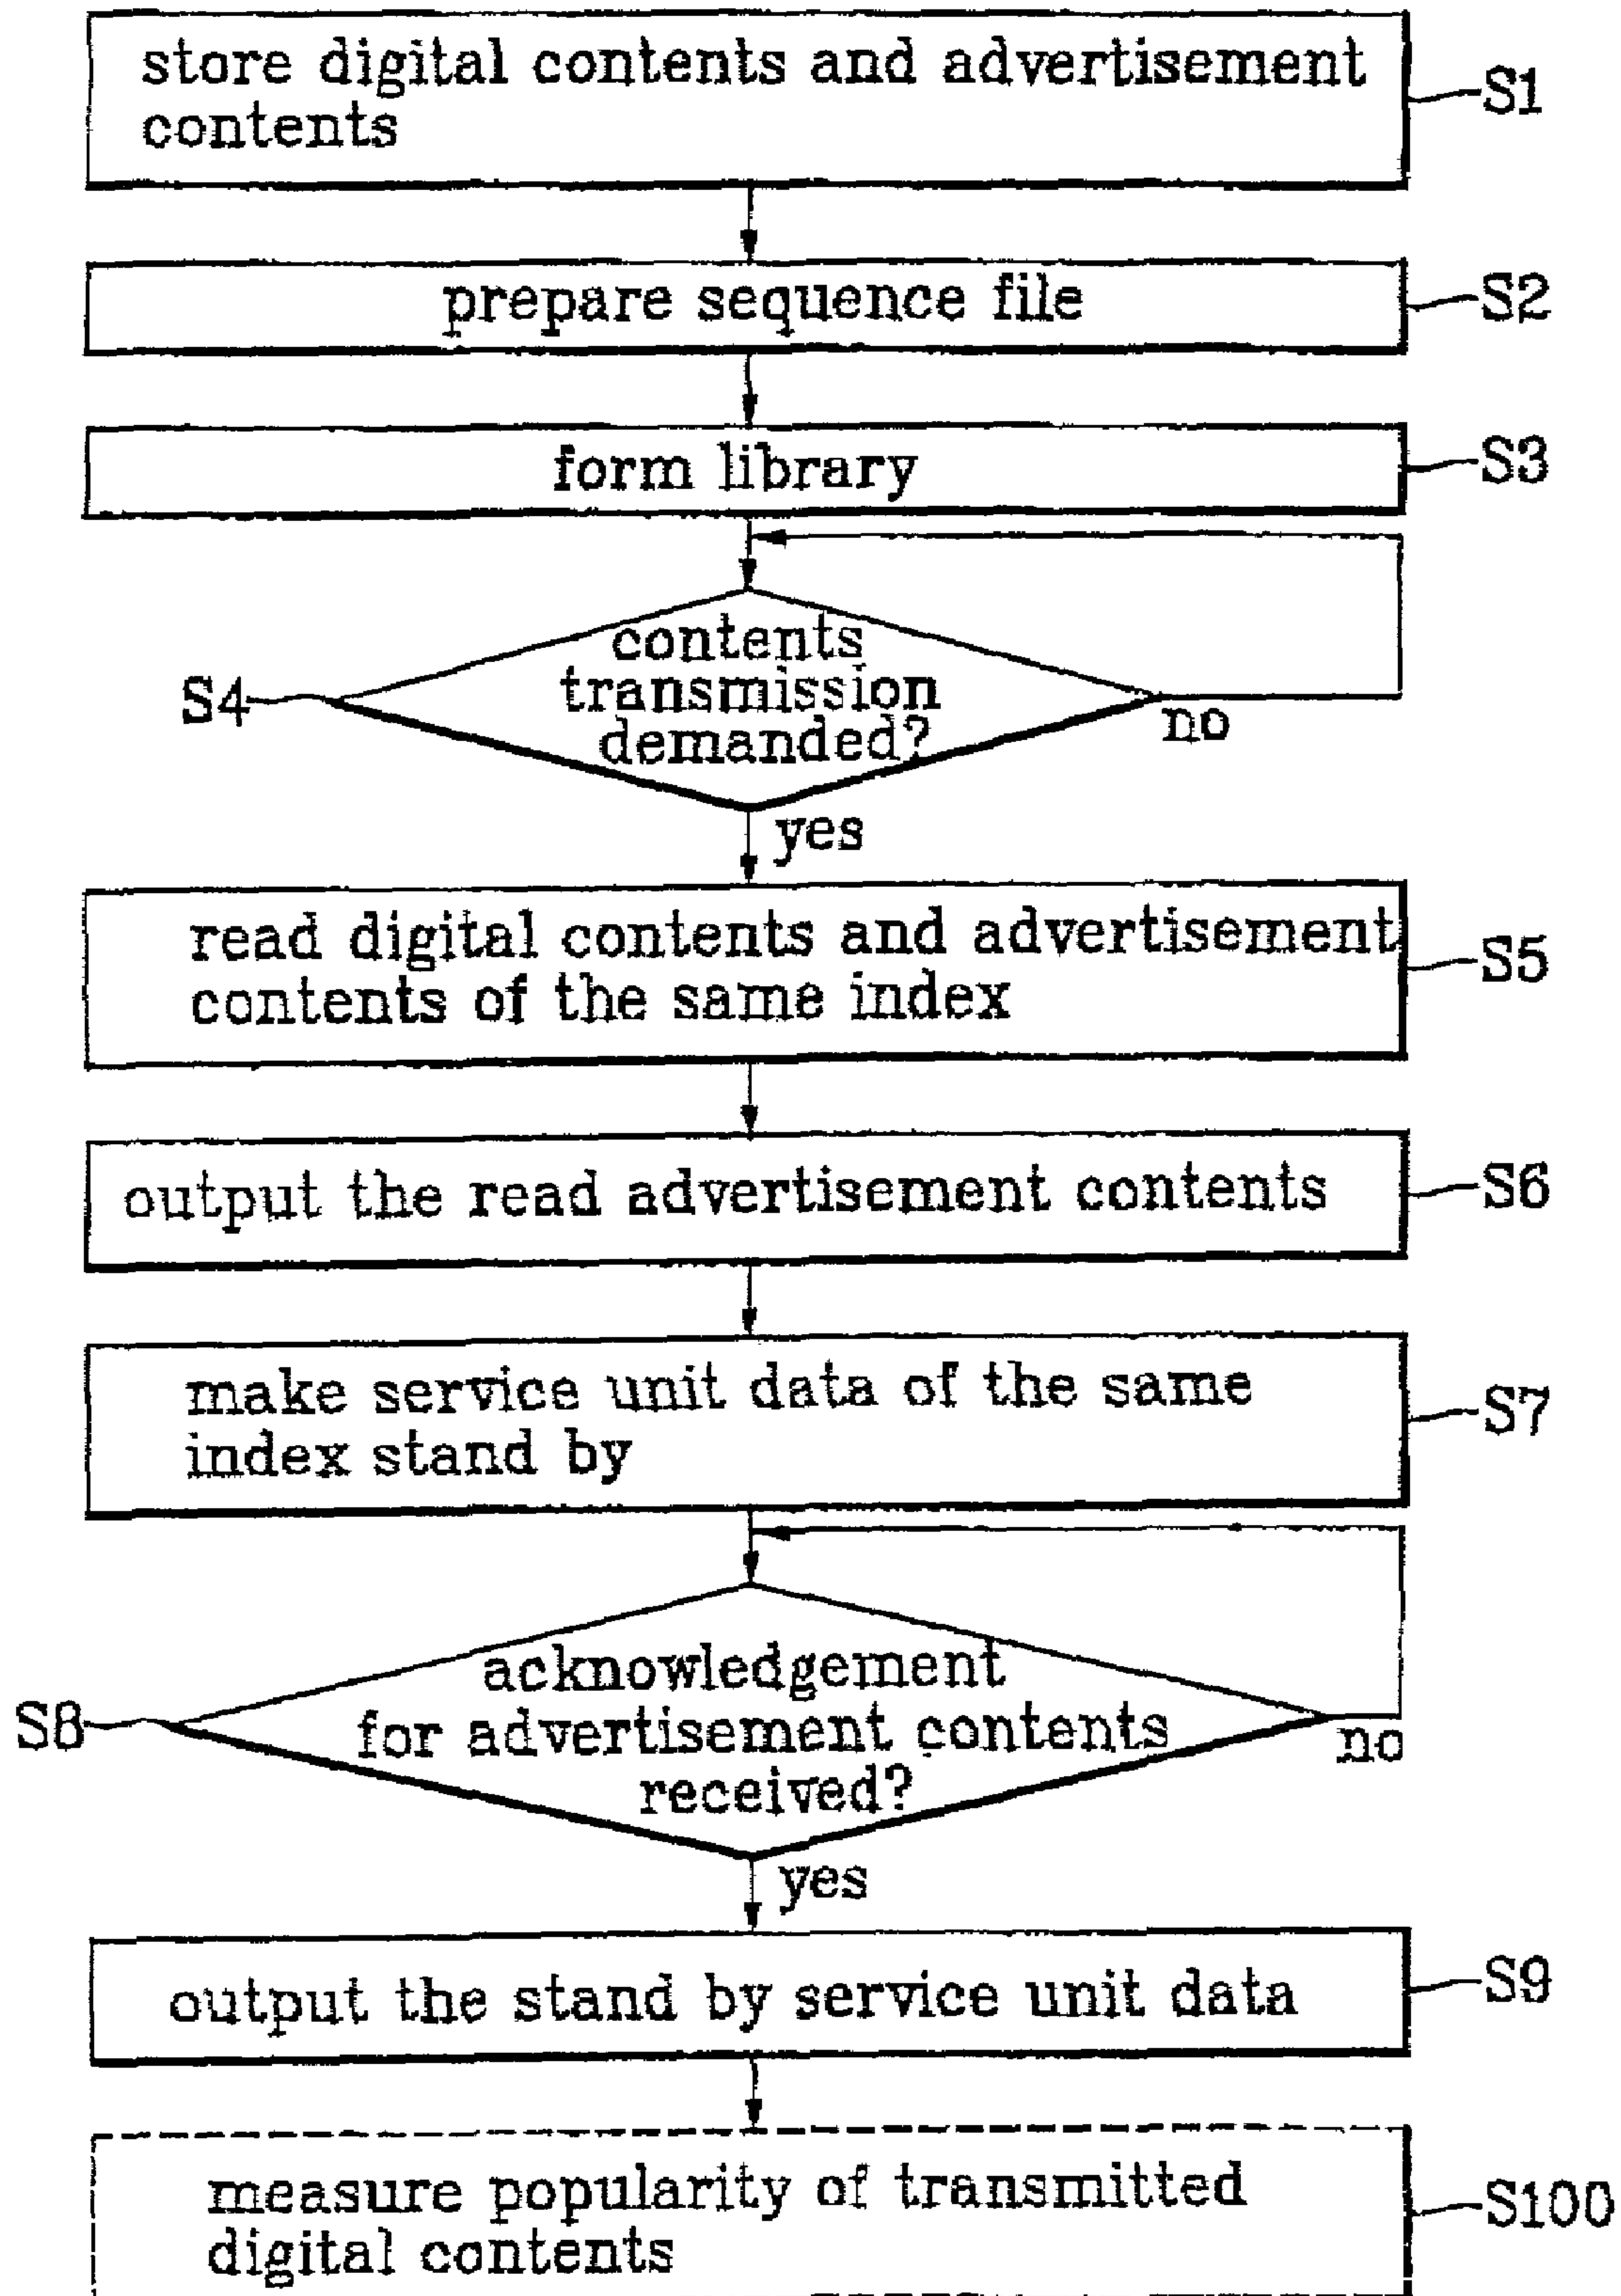 store digital contents and advertisement
contents
S1
prepare sequence file
S2
form library
S3
contents
transmission
demanded?
S4
no
yes
read digital contents and advertisement
contents of the same index
S5
output the read advertisement contents
S6
make service unit data of the same
index stand by
S7
acknowledgement
for advertisement contents
received?
S8
no
yes
output the stand by service unit data
S9
measure popularity of transmitted
digital contents
S100